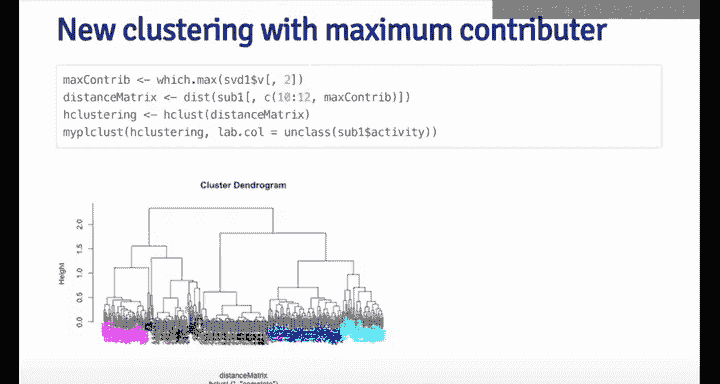 New clustering with maximum contributer
maxContrib <- which.max(svd1$v[, 2])
distanceMatrix <- dist(sub1[, c(10:12, maxContrib)])
hclustering <- hclust(distanceMatrix)
myplclust(hclustering, lab.col = unclass(sub1$activity))
Cluster Dendrogram
Height
2.0
1.5
1.0
0.5
0.0
distanceMatrix